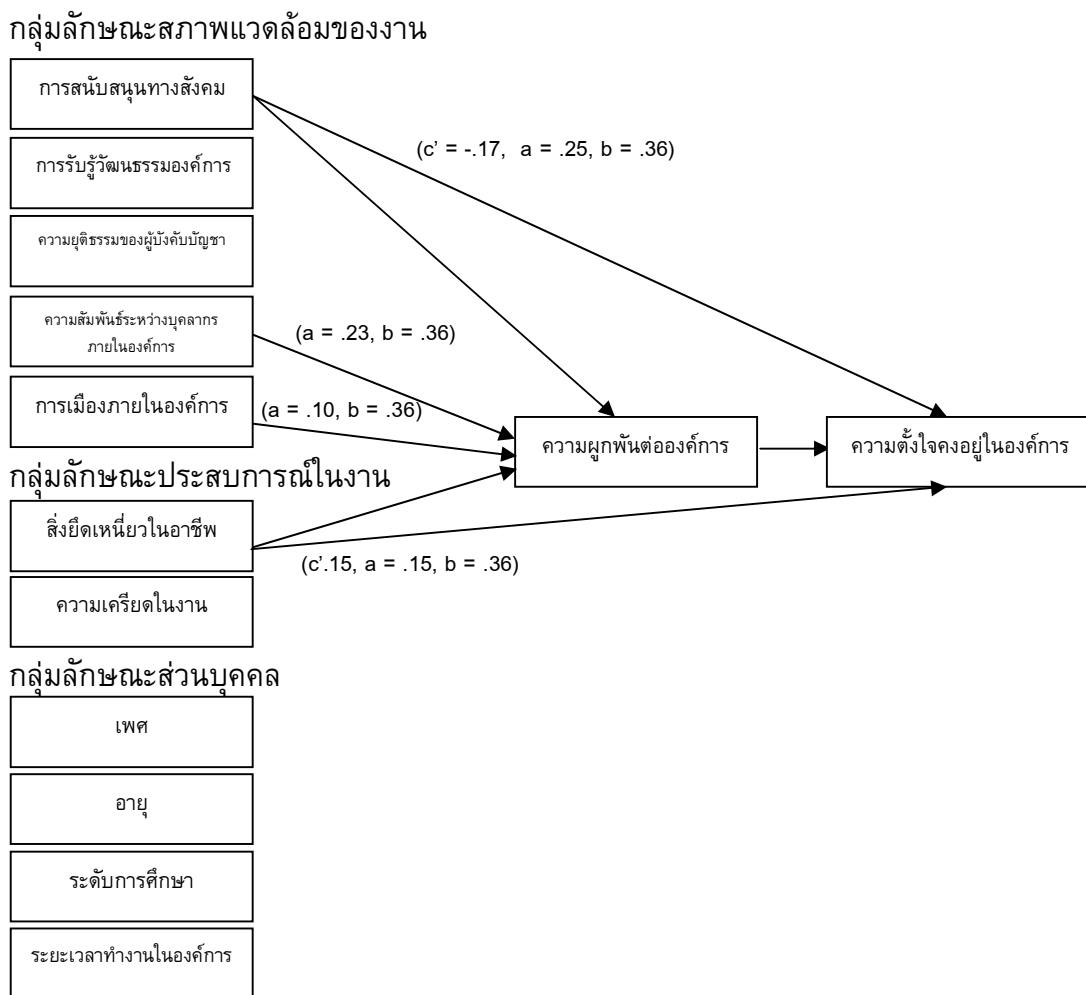 กลุ่มลักษณะสภาพแวดล้อมของงาน
การสนับสนุนทางสังคม
(c' = -.17, a = .25, b = .36)
การรับรู้วัฒนธรรมองค์การ
ความยุติธรรมของผู้บังคับบัญชา
ความสัมพันธ์ระหว่างบุคลากร
ภายในองค์การ
(a = .23, b = .36)
การเมืองภายในองค์การ
(a = .10, b = .36)
ความผูกพันต่อองค์การ
ความตั้งใจคงอยู่ในองค์การ
กลุ่มลักษณะประสบการณ์ในงาน
สิ่งยึดเหนี่ยวในอาชีพ
(c'.15, a = .15, b = .36)
ความเครียดในงาน
กลุ่มลักษณะส่วนบุคคล
เพศ
อายุ
ระดับการศึกษา
ระยะเวลาทำงานในองค์การ